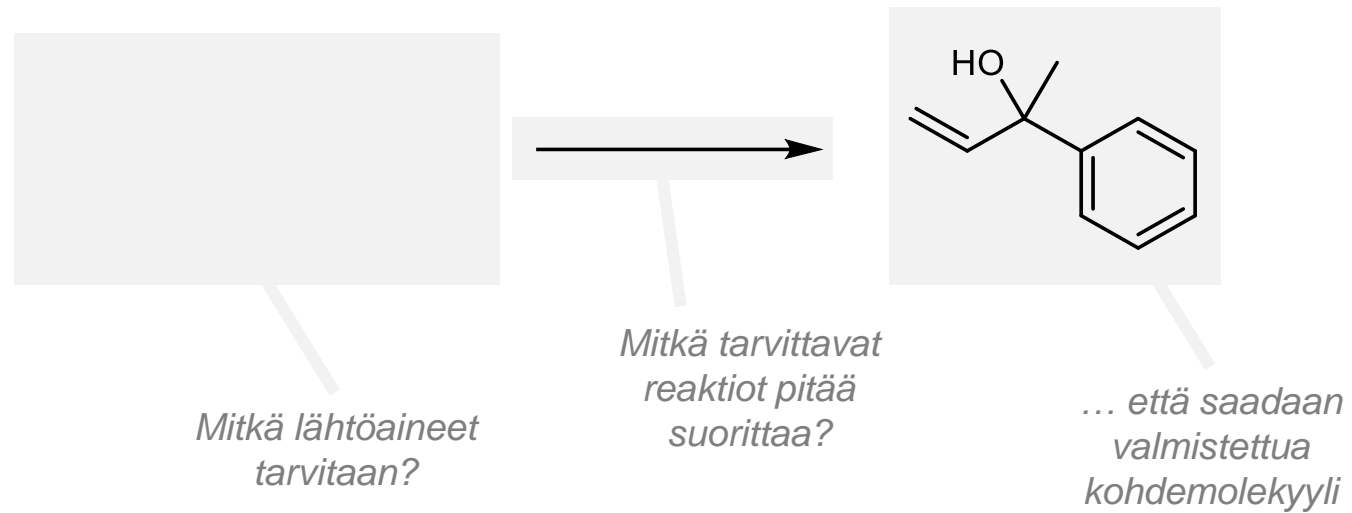 HO
Mitkä lähtöaineet
tarvitaan?
Mitkä tarvittavat
reaktiot pitää
suorittaa?
… että saadaan
valmistettua
kohdemolekyyli